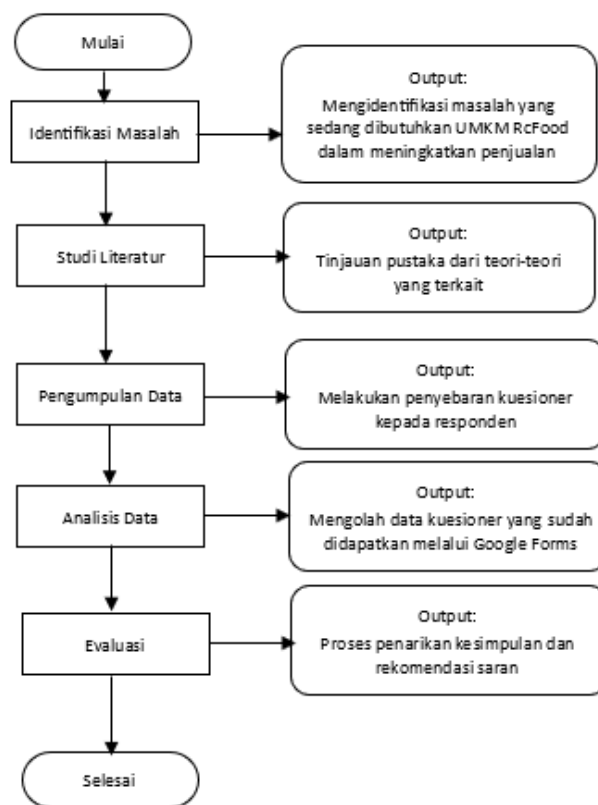 Mulai
Identifikasi Masalah
Output:
Mengidentifikasi masalah yang
sedang dibutuhkan UMKM RcFood
dalam meningkatkan penjualan
Studi Literatur
Output:
Tinjauan pustaka dari teori-teori
yang terkait
Pengumpulan Data
Output:
Melakukan penyebaran kuesioner
kepada responden
Analisis Data
Output:
Mengolah data kuesioner yang sudah
didapatkan melalui Google Forms
Evaluasi
Output:
Proses penarikan kesimpulan dan
rekomendasi saran
Selesai